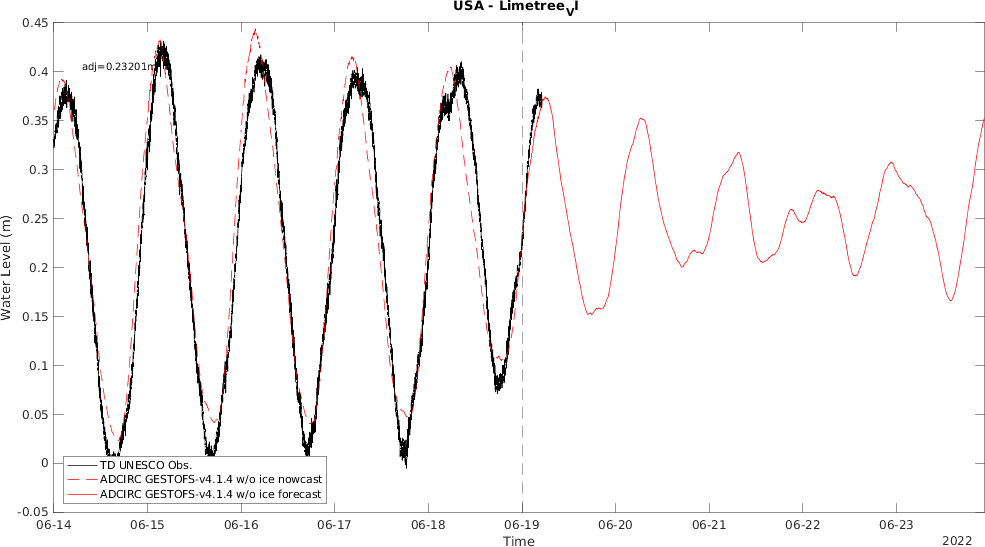 USA - LimetreeVI
0.45
0.4
0.35
0.3
0.25
0.2
0.15
0.1
0.05
0
-0.05
Water Level (m)
adj=0.23201m
TD UNESCO Obs.
ADCIRC GESTOFS-v4.1.4 w/o ice nowcast
ADCIRC GESTOFS-v4.1.4 w/o ice forecast
06-14 06-15 06-16 06-17 06-18 06-19 06-20 06-21 06-22 06-23
Time
2022